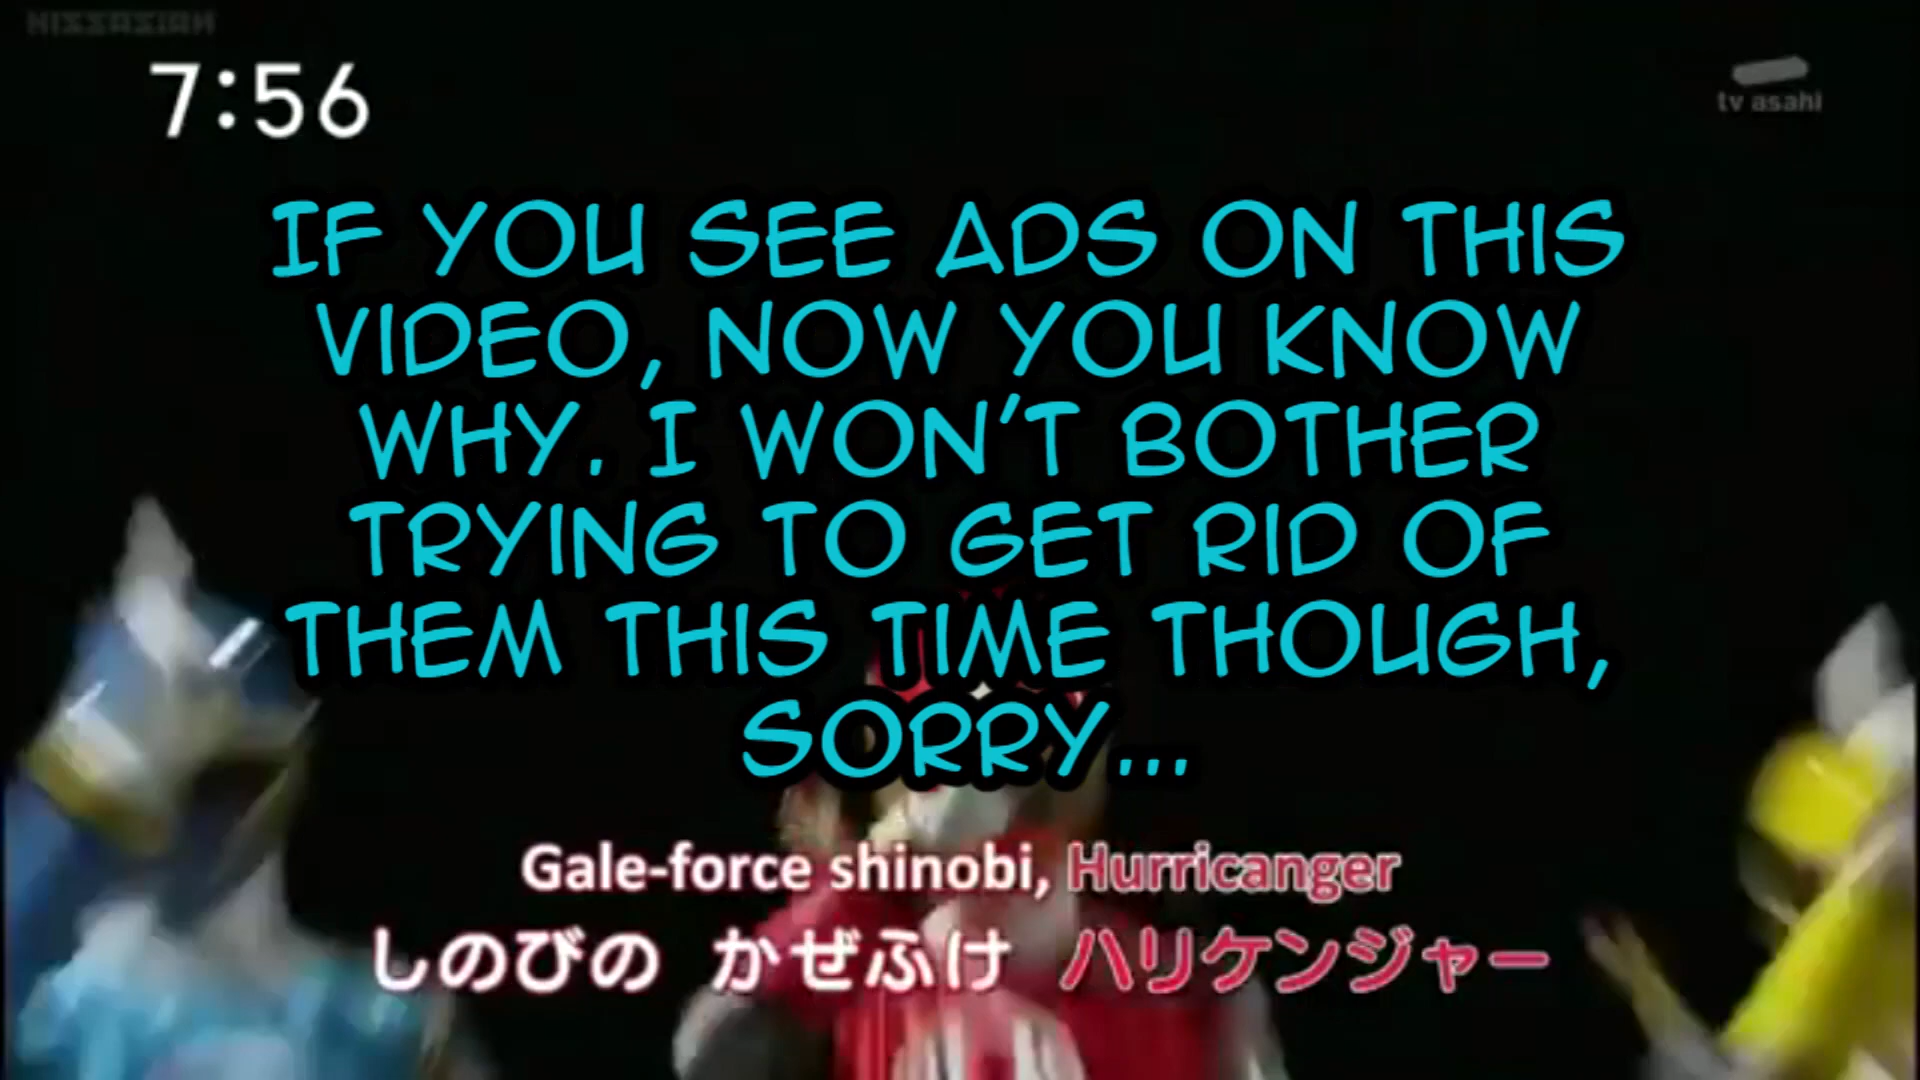 KISSASIAN
7:56
tv asahi
IF YOU SEE ADS ON THIS
VIDEO, NOW YOU KNOW
WHY. I WON'T BOTHER
TRYING TO GET RID OF
THEM THIS TIME THOUGH,
SORRY...
Gale-force shinobi, Hurricanger
しのびの かぜふけ ハリケンジャー